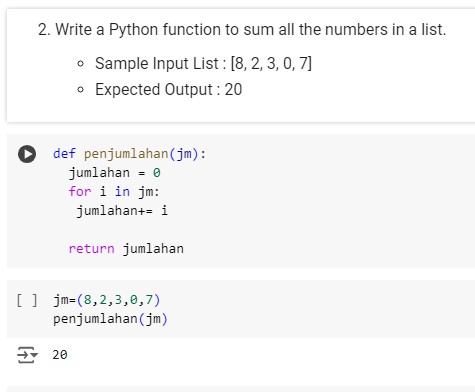 2. Write a Python function to sum all the numbers in a list.
∘ Sample Input List : [8, 2, 3, 0, 7]
∘ Expected Output : 20
def penjumlahan(jm):
  jumlahan = 0
  for i in jm:
   jumlahan+= i
  return jumlahan
[ ] jm=(8,2,3,0,7)
penjumlahan(jm)
20